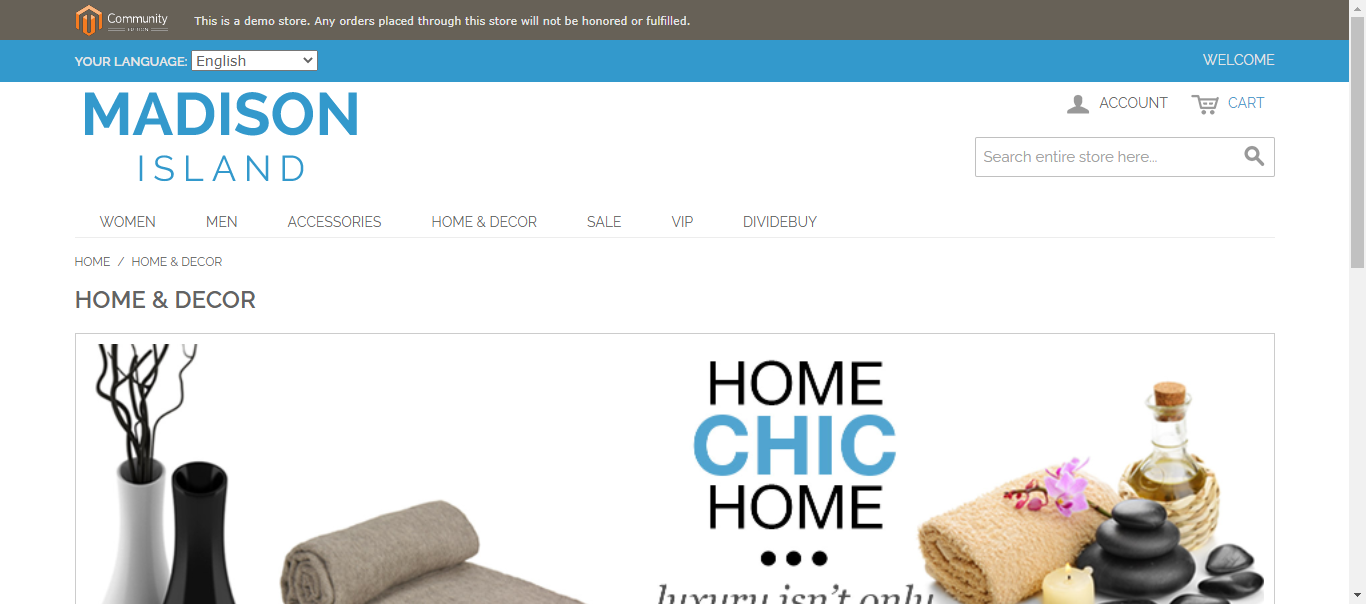 Community
EDITION
This is a demo store. Any orders placed through this store will not be honored or fulfilled.
YOUR LANGUAGE: English
WELCOME
MADISON
ISLAND
ACCOUNT
CART
Search entire store here...
WOMEN MEN ACCESSORIES HOME & DECOR SALE VIP DIVIDEBUY
HOME / HOME & DECOR
HOME & DECOR
HOME
CHIC
HOME
luxury isn't only